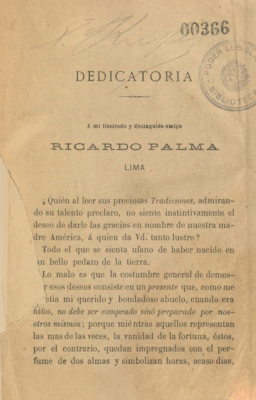 00366
PODER LEGISL
BIBLIOTECA
DEDICATORIA
A mi ilustrado y distinguido amigo
RICARDO PALMA
LIMA
¿Quién al leer sus preciosas Tradiciones, admiran-
do su talento preclaro, no siente instintivamente el
deseo de darle las gracias en nombre de nuestra ma-
dre América, á quien da Vd. tanto lustre?
Todo el que se sienta ufano de haber nacido en
an bello pedazo de la tierra.
Lo malo es que la costumbre general de demos-
esos deseos consiste en un presente que, como me
etia mi querido y bondadoso abuelo, cuando era
niño, no debe ser comprado sinó preparado por nos-
otros mismos; porque miéntras aquellos representan
las mas de las veces, la vanidad de la fortuna, éstos,
por el contrario, quedan impregnados con el per-
fume de dos almas y simbolizan horas, acaso dias,